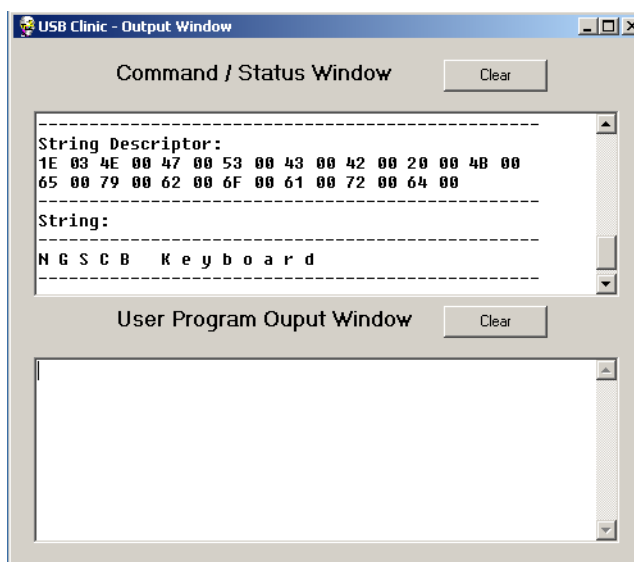 USB Clinic - Output Window
Command / Status Window
Clear
--------------------------------------------------
String Descriptor:
1E 03 4E 00 47 00 53 00 43 00 42 00 20 00 4B 00
65 00 79 00 62 00 6F 00 61 00 72 00 64 00
--------------------------------------------------
String:
--------------------------------------------------
N G S C B   K e y b o a r d
--------------------------------------------------
User Program Ouput Window
Clear